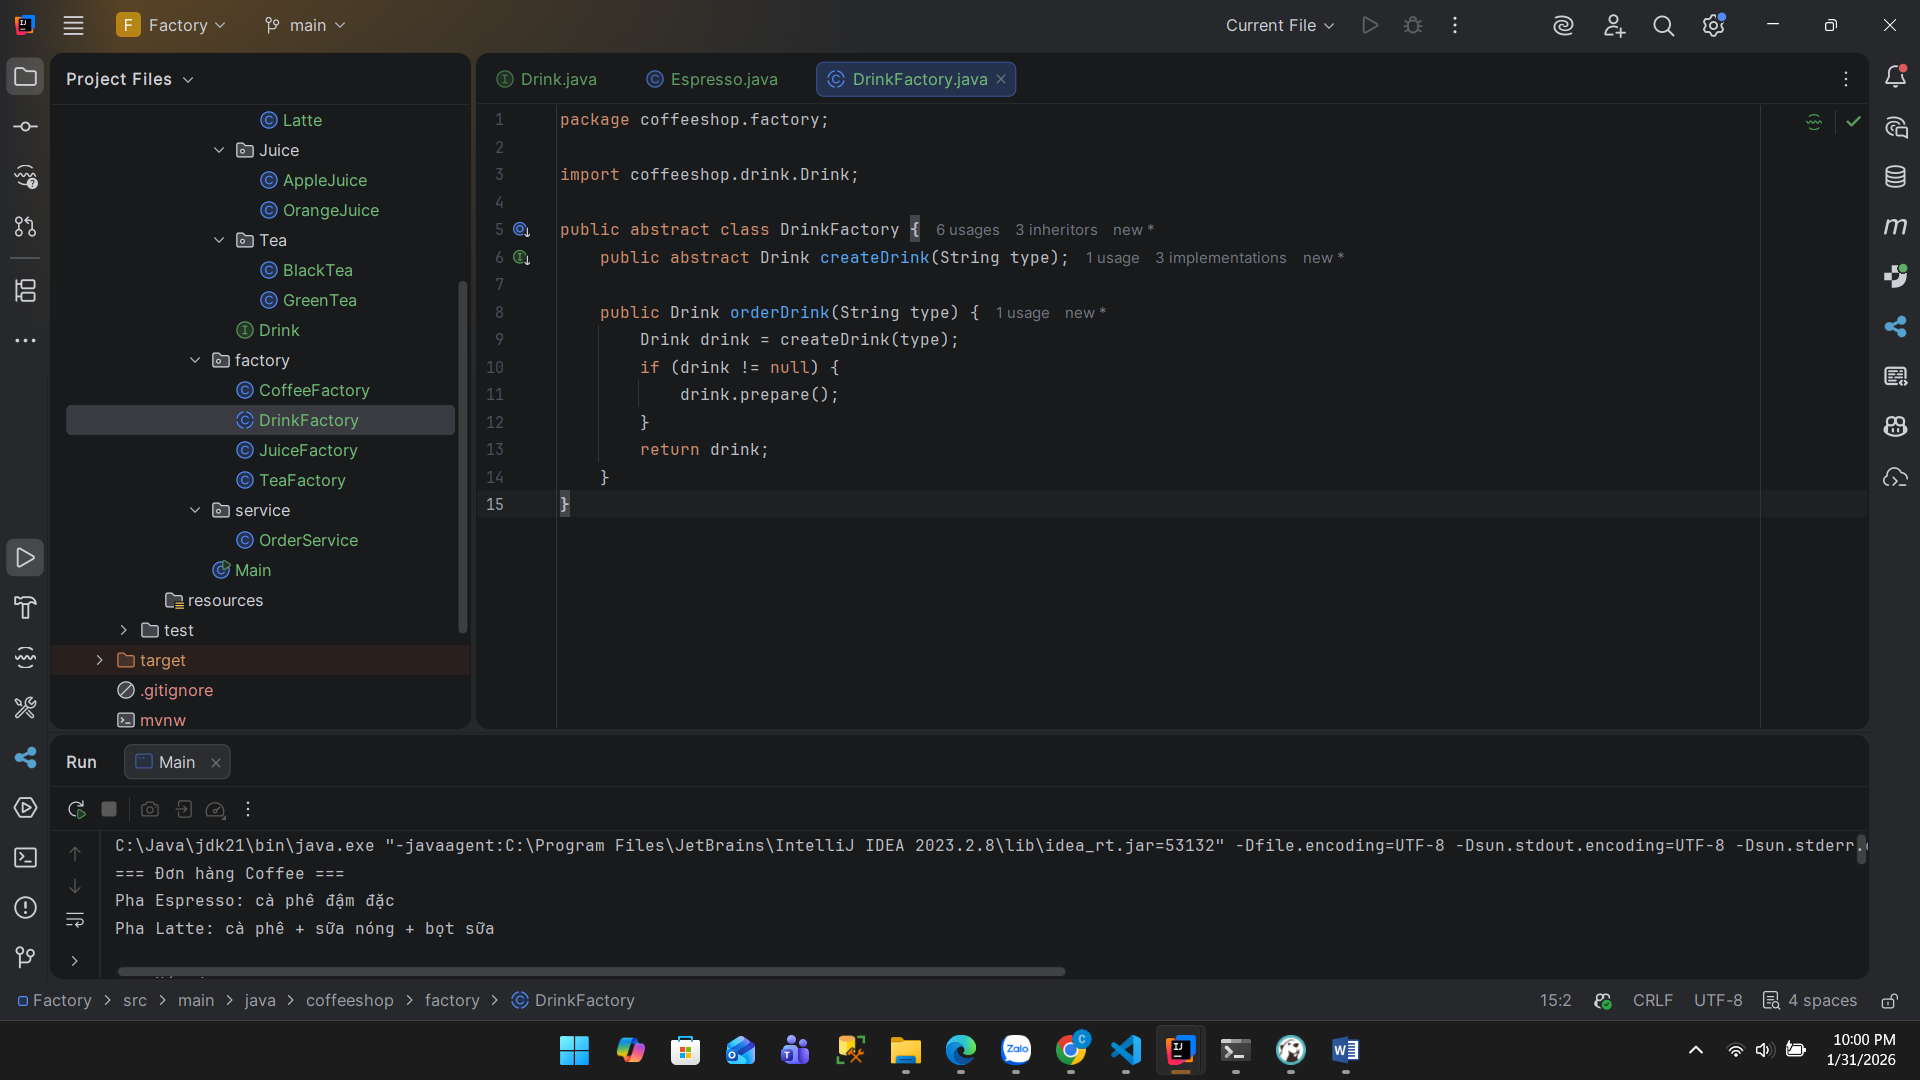 F Factory main Current File
Project Files
Drink.java Espresso.java DrinkFactory.java
Latte
Juice
AppleJuice
OrangeJuice
Tea
BlackTea
GreenTea
Drink
factory
CoffeeFactory
DrinkFactory
JuiceFactory
TeaFactory
service
OrderService
Main
resources
test
target
.gitignore
mvnw
1 package coffeeshop.factory;
2
3 import coffeeshop.drink.Drink;
4
5 public abstract class DrinkFactory { 6 usages 3 inheritors new *
6 public abstract Drink createDrink(String type); 1 usage 3 implementations new *
7
8 public Drink orderDrink(String type) { 1 usage new *
9 Drink drink = createDrink(type);
10 if (drink != null) {
11 drink.prepare();
12 }
13 return drink;
14 }
15 }
Run Main
C:\Java\jdk21\bin\java.exe "-javaagent:C:\Program Files\JetBrains\IntelliJ IDEA 2023.2.8\lib\idea_rt.jar=53132" -Dfile.encoding=UTF-8 -Dsun.stdout.encoding=UTF-8 -Dsun.stderr.
=== Đơn hàng Coffee ===
Pha Espresso: cà phê đậm đặc
Pha Latte: cà phê + sữa nóng + bọt sữa
Factory > src > main > java > coffeeshop > factory > DrinkFactory 15:2 CRLF UTF-8 4 spaces
Zalo
10:00 PM
1/31/2026